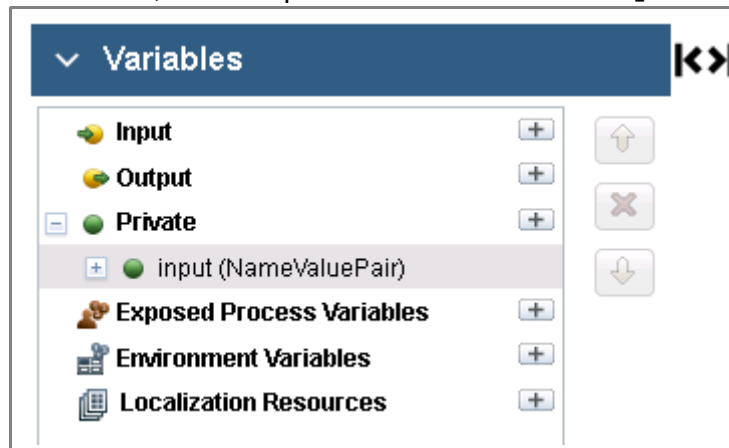 Variables
Input
Output
Private
input (NameValuePair)
Exposed Process Variables
Environment Variables
Localization Resources